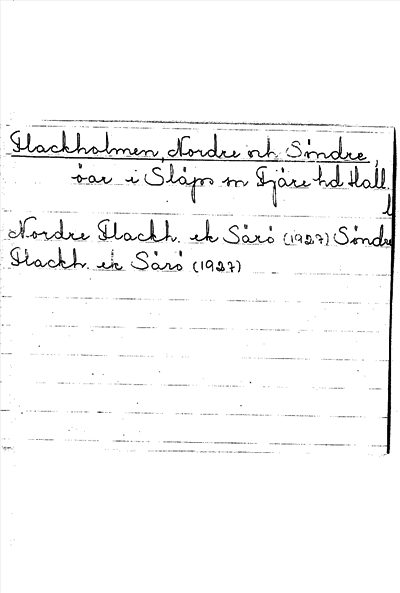 Flackholmen, Nordre och Söndre,
öar i Släps sn Fjäre hd Hall.
l
Nordre Flackh. ek Särö (1927) Söndre
Flackh. ek Särö (1927)